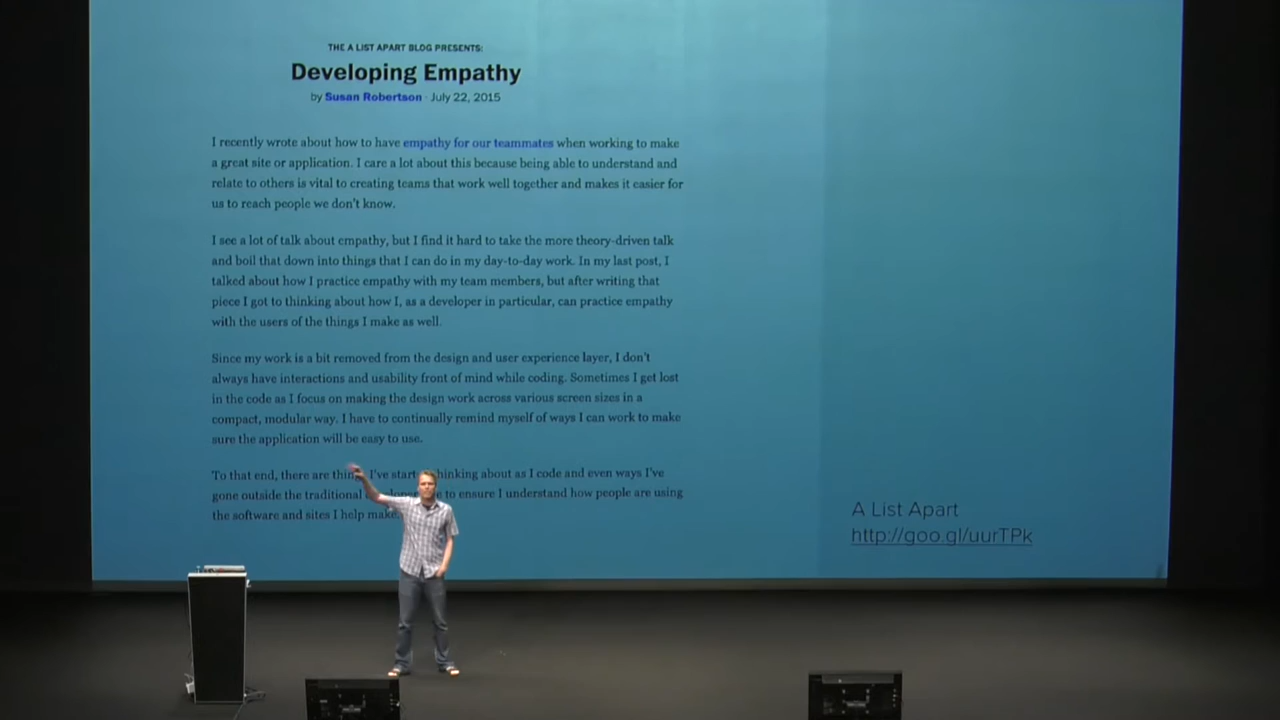 THE A LIST APART BLOG PRESENTS:
Developing Empathy
by Susan Robertson · July 22, 2015
I recently wrote about how to have empathy for our teammates when working to make
a great site or application. I care a lot about this because being able to understand and
relate to others is vital to creating teams that work well together and makes it easier for
us to reach people we don't know.
I see a lot of talk about empathy, but I find it hard to take the more theory-driven talk
and boil that down into things that I can do in my day-to-day work. In my last post, I
talked about how I practice empathy with my team members, but after writing that
piece I got to thinking about how I, as a developer in particular, can practice empathy
with the users of the things I make as well.
Since my work is a bit removed from the design and user experience layer, I don't
always have interactions and usability front of mind while coding. Sometimes I get lost
in the code as I focus on making the design work across various screen sizes in a
compact, modular way. I have to continually remind myself of ways I can work to make
sure the application will be easy to use.
To that end, there are I've thinking about as I code and even ways I've
gone outside the traditional to ensure I understand how people are using
the software and sites I help make.
A List Apart
http://goo.gl/uurTPk